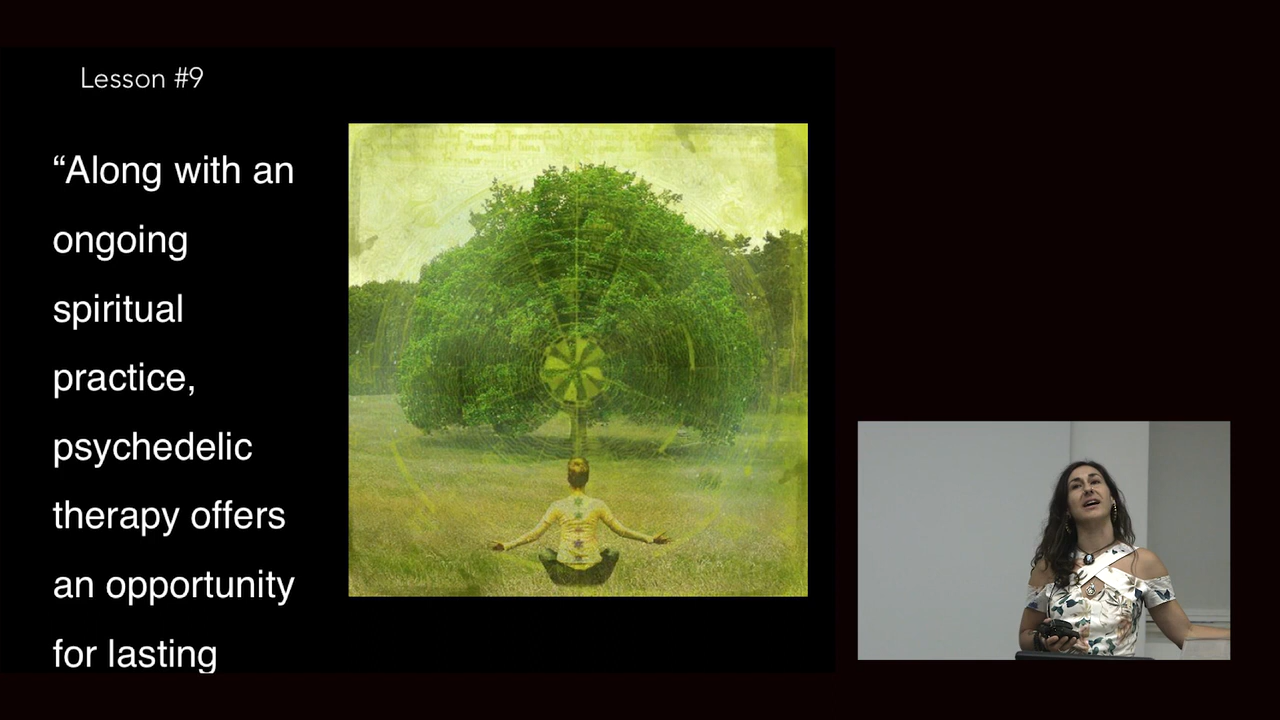 Lesson #9
“Along with an
ongoing
spiritual
practice,
psychedelic
therapy offers
an opportunity
for lasting